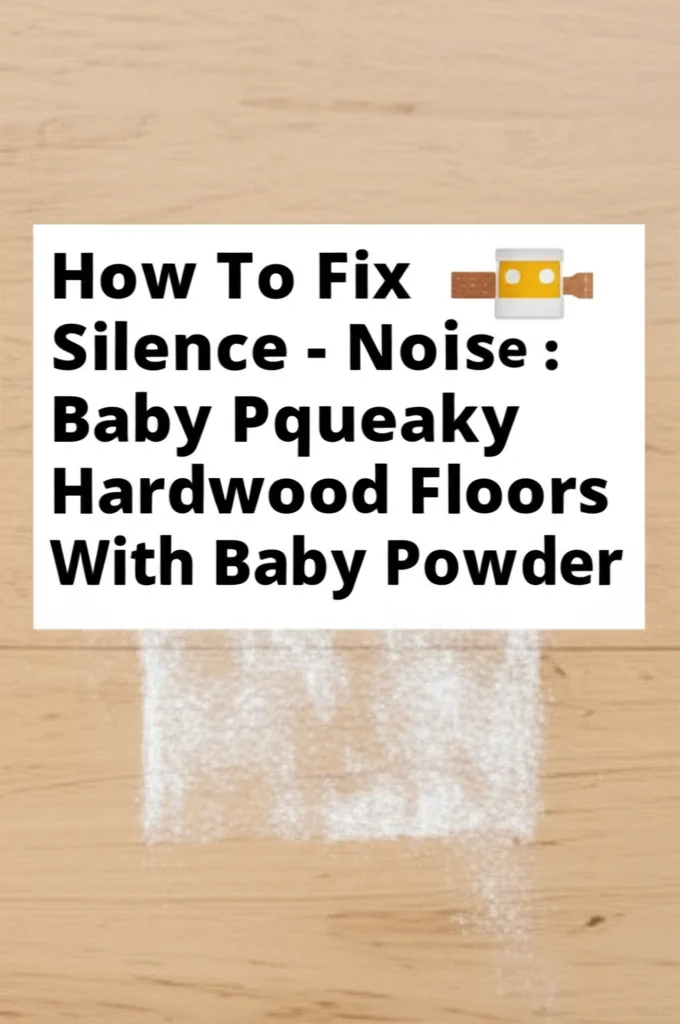 How To Fix
Silence - Noise :
Baby Pqueaky
Hardwood Floors
With Baby Powder